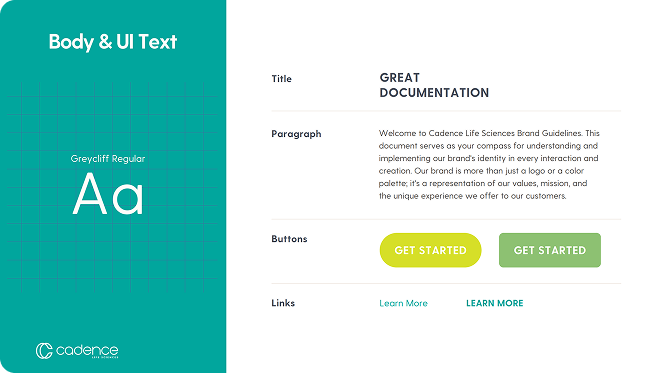 Body & UI Text
Greycliff Regular
Aa
cadence
LIFE SCIENCES
Title
GREAT
DOCUMENTATION
Paragraph
Welcome to Cadence Life Sciences Brand Guidelines. This
document serves as your compass for understanding and
implementing our brand's identity in every interaction and
creation. Our brand is more than just a logo or a color
palette; it's a representation of our values, mission, and
the unique experience we offer to our customers.
Buttons
GET STARTED
GET STARTED
Links
Learn More
LEARN MORE